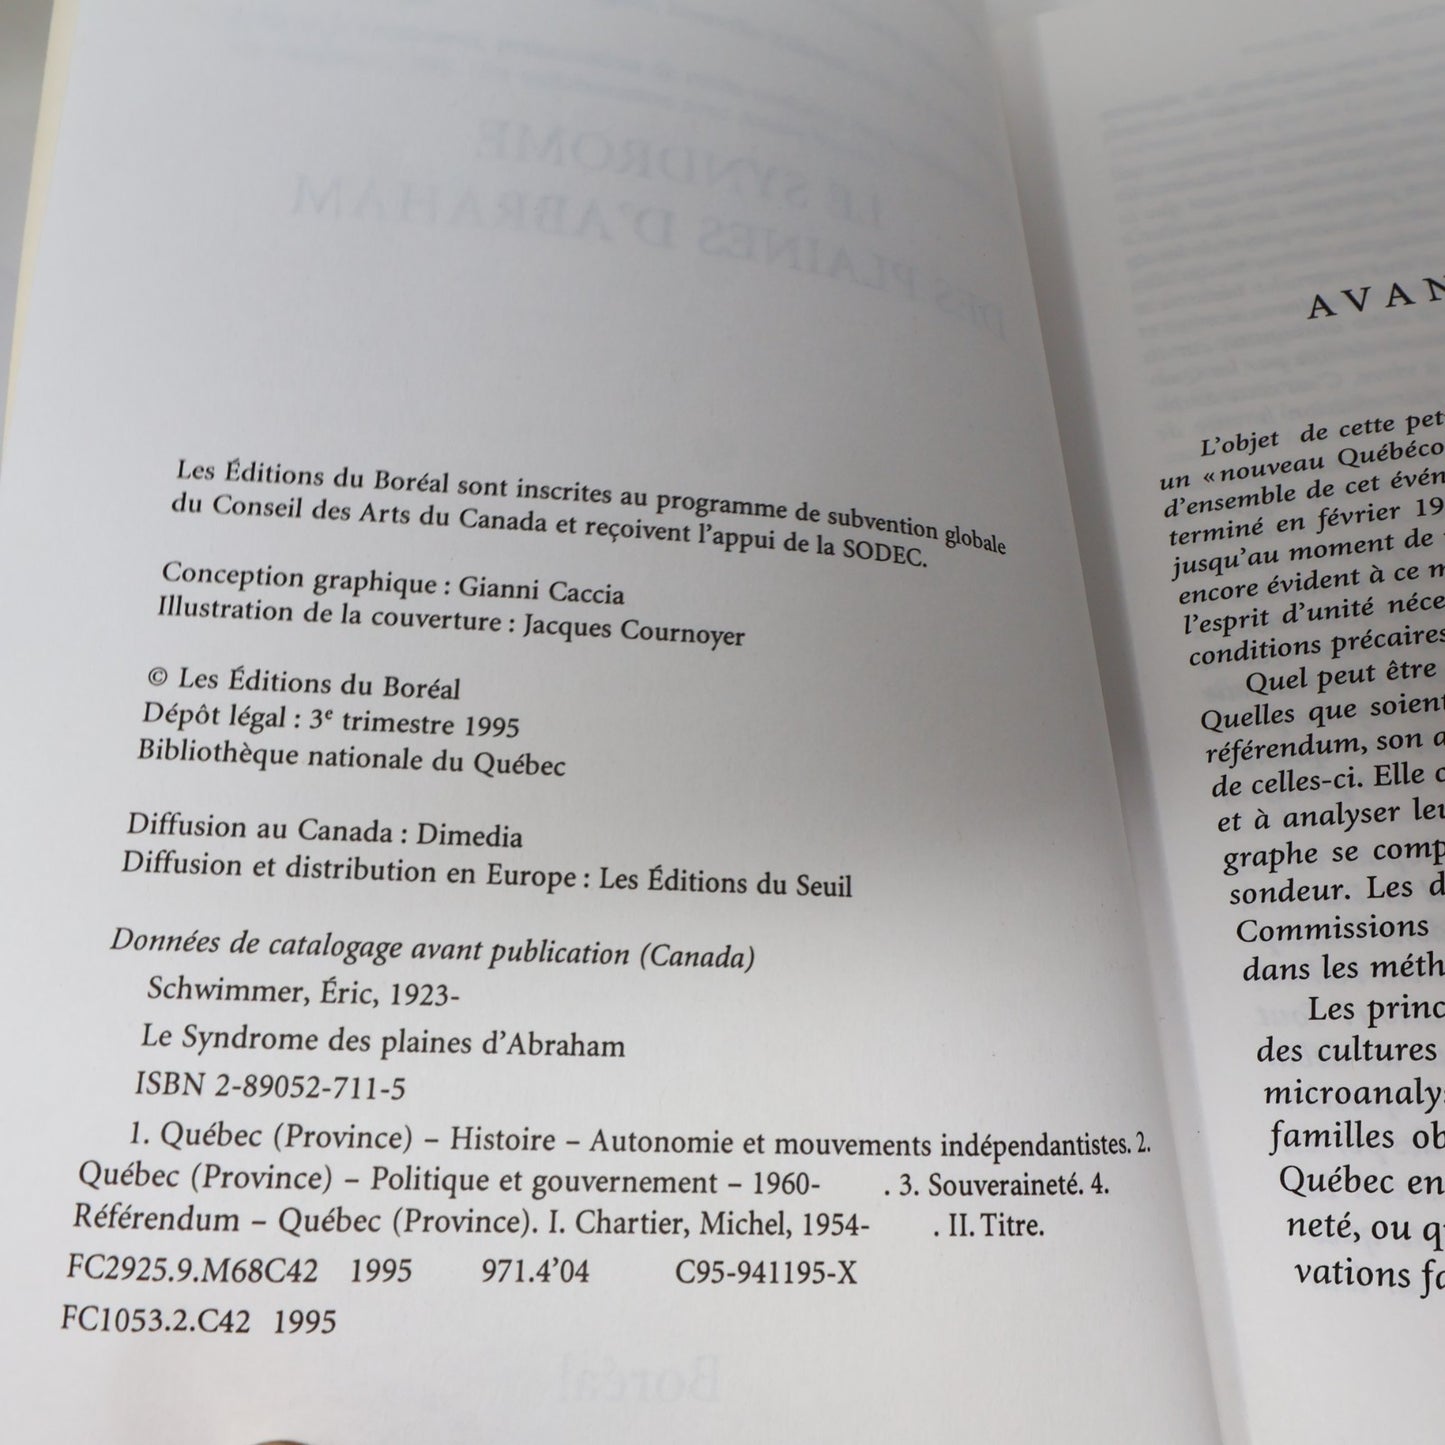 Les Éditions du Boréal sont inscrites au programme de subvention globale
du Conseil des Arts du Canada et reçoivent l'appui de la SODEC.
Conception graphique : Gianni Caccia
Illustration de la couverture : Jacques Cournoyer
© Les Éditions du Boréal
Dépôt légal : 3e trimestre 1995
Bibliothèque nationale du Québec
Diffusion au Canada : Dimedia
Diffusion et distribution en Europe : Les Éditions du Seuil
Données de catalogage avant publication (Canada)
Schwimmer, Éric, 1923-
Le Syndrome des plaines d'Abraham
ISBN 2-89052-711-5
1. Québec (Province) – Histoire – Autonomie et mouvements indépendantistes. 2.
Québec (Province) – Politique et gouvernement – 1960- . 3. Souveraineté. 4.
Référendum – Québec (Province). I. Chartier, Michel, 1954- . II. Titre.
FC2925.9.M68C42 1995 971.4'04 C95-941195-X
FC1053.2.C42 1995
AVAN
L'objet de cette pet
un « nouveau Québéco
d'ensemble de cet évén
terminé en février 19
jusqu'au moment de
encore évident à ce m
l'esprit d'unité néce
conditions précaires
Quel peut être
Quelles que soient
référendum, son a
de celles-ci. Elle c
et à analyser leu
graphe se comp
sondeur. Les d
Commissions
dans les méth
Les princ
des cultures
microanaly
familles ob
Québec en
neté, ou q
vations fa
LE SYNDROME
DES PLAINES D'ABRAHAM
Boréal